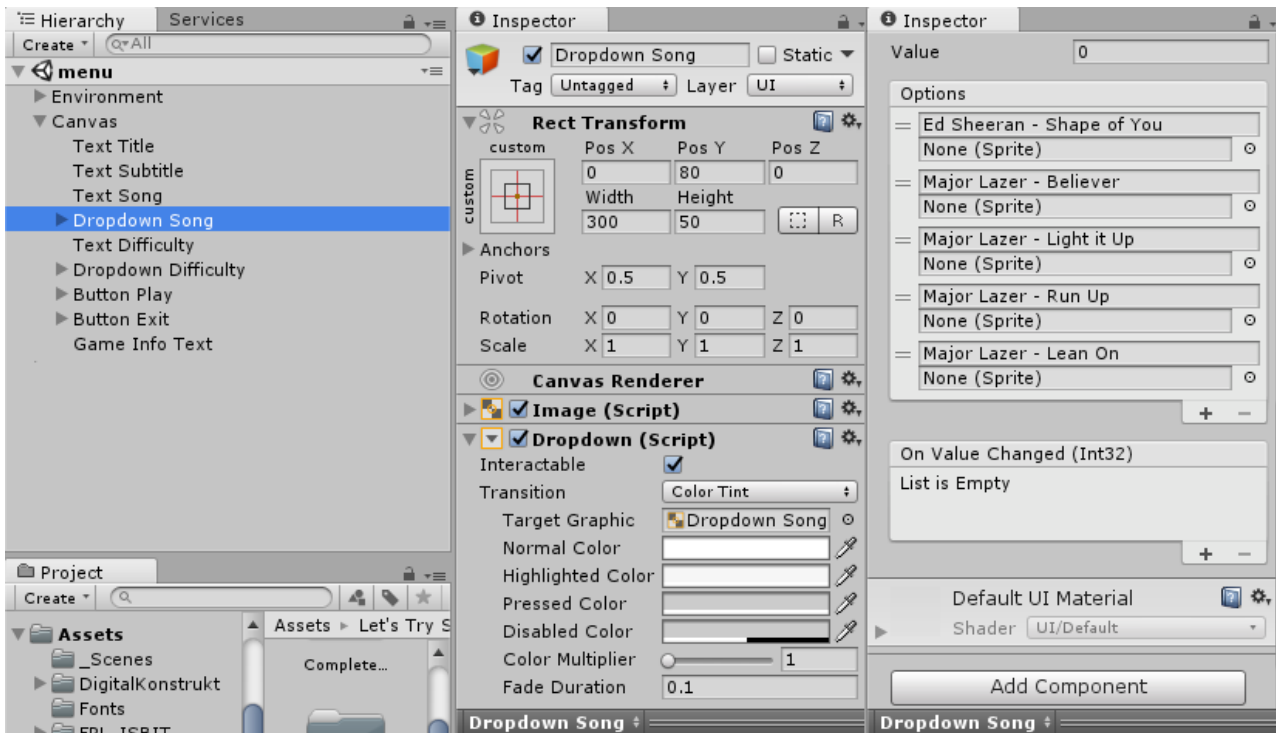 Hierarchy
Services
Create
All
menu
Environment
Canvas
Text Title
Text Subtitle
Text Song
Dropdown Song
Text Difficulty
Dropdown Difficulty
Button Play
Button Exit
Game Info Text
Project
Create
Assets
_Scenes
DigitalKonstrukt
Fonts
Assets Let's Try S
Complete...
Inspector
Dropdown Song Static
Tag Untagged Layer UI
Rect Transform
custom Pos X Pos Y Pos Z
custom
0 80 0
Width Height
300 50 R
Anchors
Pivot X 0.5 Y 0.5
Rotation X 0 Y 0 Z 0
Scale X 1 Y 1 Z 1
Canvas Renderer
Image (Script)
Dropdown (Script)
Interactable
Transition Color Tint
Target Graphic Dropdown Song
Normal Color
Highlighted Color
Pressed Color
Disabled Color
Color Multiplier 1
Fade Duration 0.1
Dropdown Song
Inspector
Value 0
Options
Ed Sheeran - Shape of You
None (Sprite)
Major Lazer - Believer
None (Sprite)
Major Lazer - Light it Up
None (Sprite)
Major Lazer - Run Up
None (Sprite)
Major Lazer - Lean On
None (Sprite)
+ −
On Value Changed (Int32)
List is Empty
+ −
Default UI Material
Shader UI/Default
Add Component
Dropdown Song